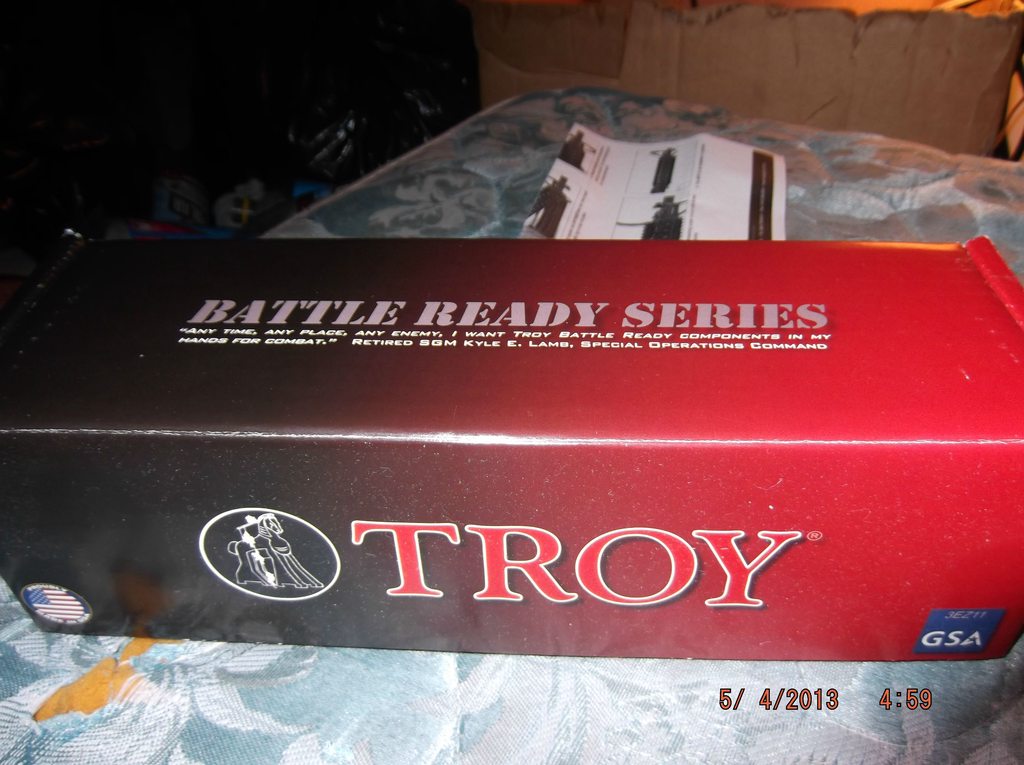 BATTLE READY SERIES
"ANY TIME, ANY PLACE, ANY ENEMY, I WANT TROY BATTLE READY COMPONENTS IN MY
HANDS FOR COMBAT." RETIRED SGM KYLE E. LAMB, SPECIAL OPERATIONS COMMAND
TROY®
3EZ11
GSA
5/ 4/2013 4:59